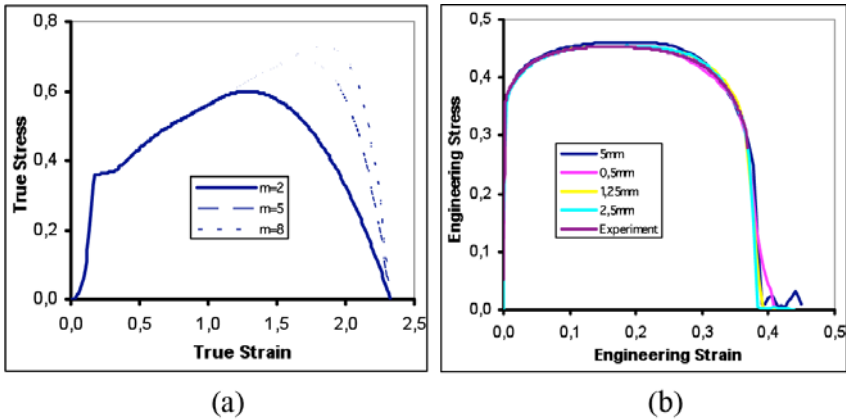 True Stress
0,8
0,6
0,4
0,2
0,0
m=2
m=5
m=8
0,0 0,5 1,0 1,5 2,0 2,5
True Strain
(a)
Engineering Stress
0,5
0,4
0,3
0,2
0,1
0,0
5mm
0,5mm
1,25mm
2,5mm
Experiment
0,0 0,1 0,2 0,3 0,4 0,5
Engineering Strain
(b)